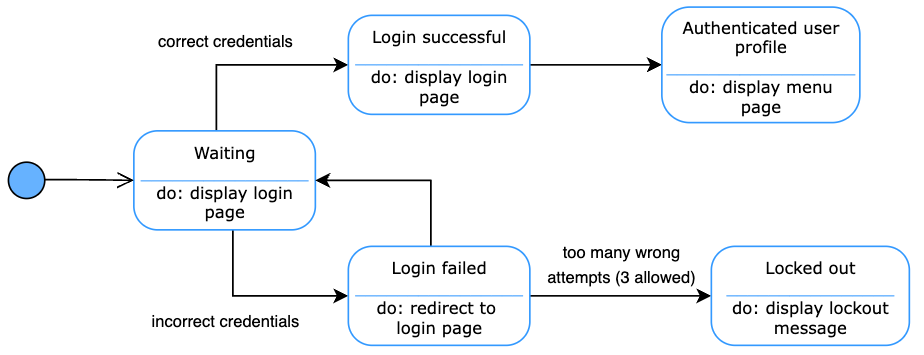 correct credentials
Login successful
do: display login
page
Authenticated user
profile
do: display menu
page
Waiting
do: display login
page
incorrect credentials
Login failed
do: redirect to
login page
too many wrong
attempts (3 allowed)
Locked out
do: display lockout
message